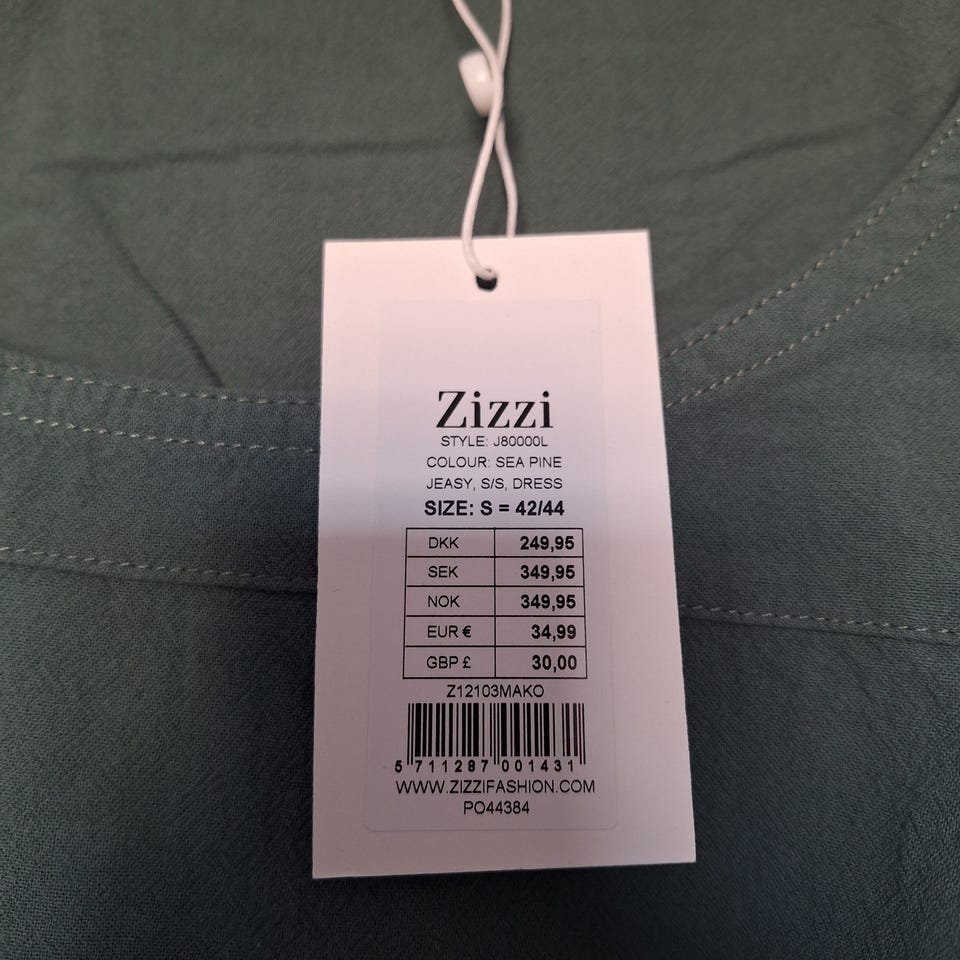 Zizzi
STYLE: J80000L
COLOUR: SEA PINE
JEASY, S/S, DRESS
SIZE: S = 42/44
DKK 249,95
SEK 349,95
NOK 349,95
EUR € 34,99
GBP £ 30,00
Z12103MAKO
5 711287 001431
WWW.ZIZZIFASHION.COM
PO44384